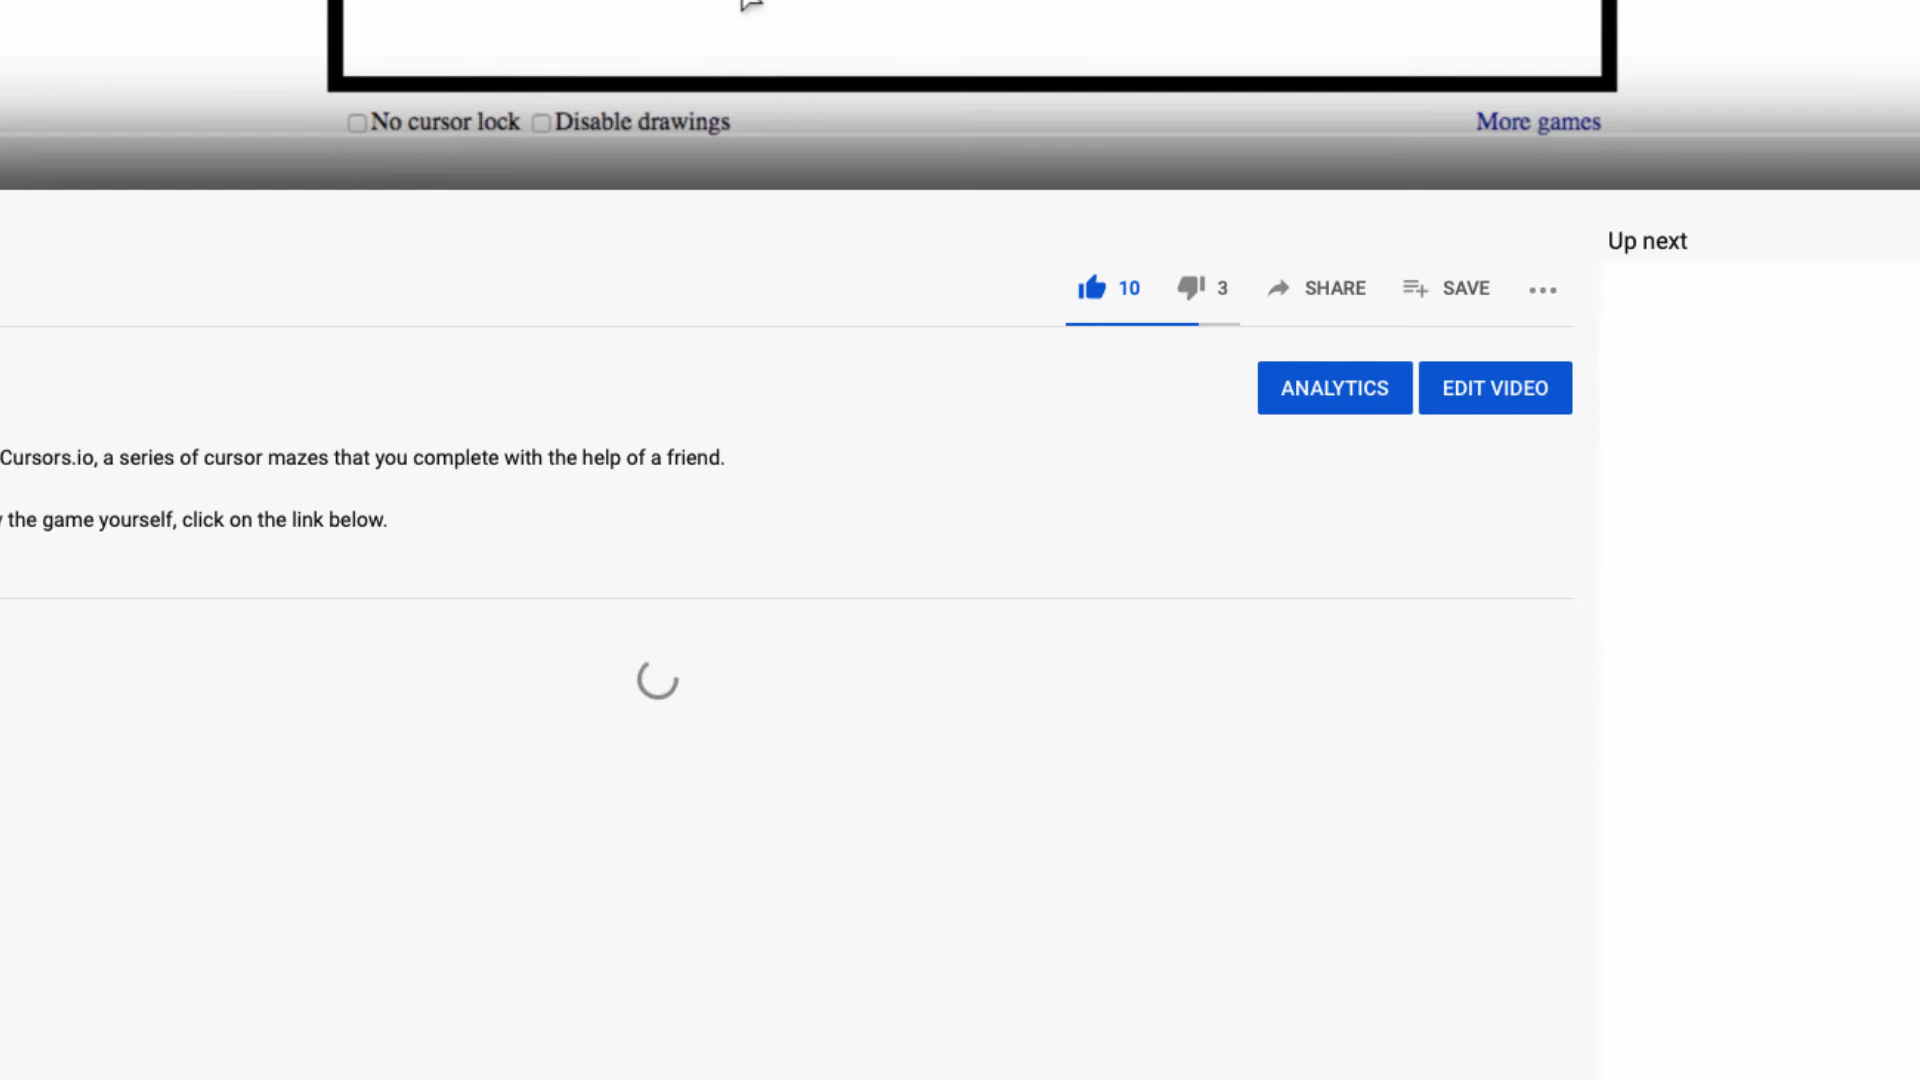 No cursor lock Disable drawings More games
Up next
10 3 SHARE SAVE
ANALYTICS EDIT VIDEO
Cursors.io, a series of cursor mazes that you complete with the help of a friend.
the game yourself, click on the link below.